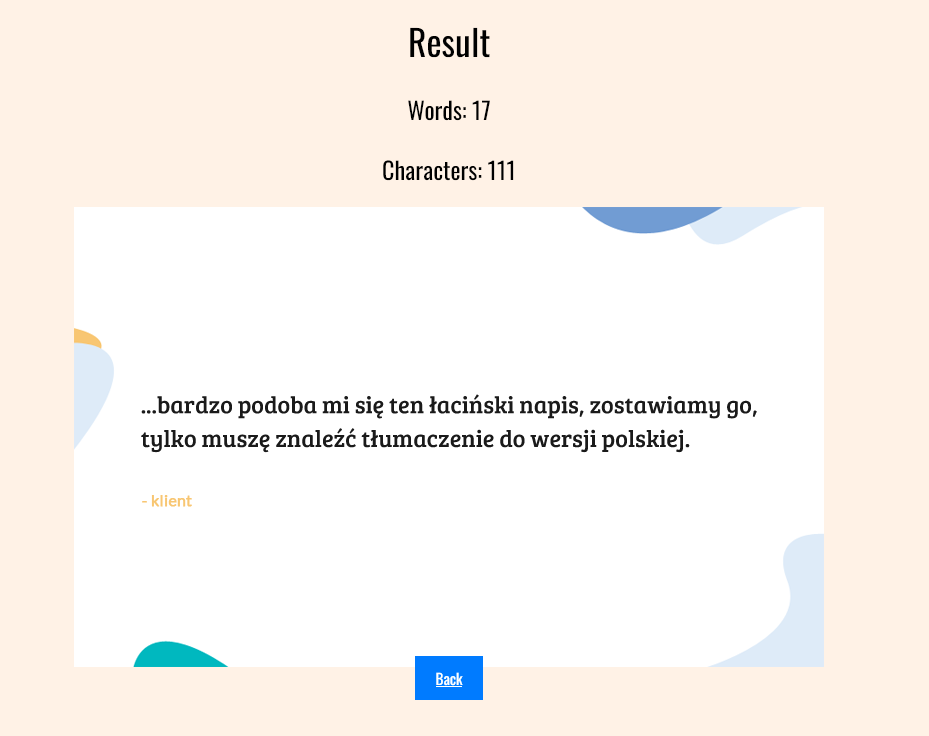 Result
Words: 17
Characters: 111
...bardzo podoba mi się ten łaciński napis, zostawiamy go,
tylko muszę znaleźć tłumaczenie do wersji polskiej.
- klient
Back